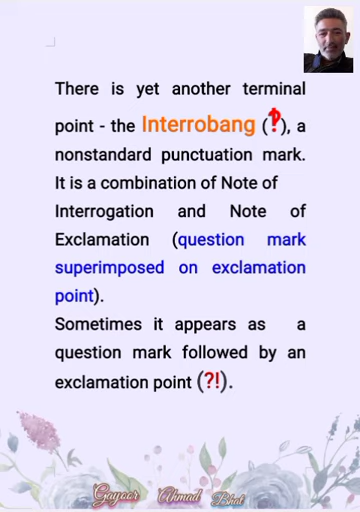 There is yet another terminal
point - the Interrobang (‽), a
nonstandard punctuation mark.
It is a combination of Note of
Interrogation and Note of
Exclamation (question mark
superimposed on exclamation
point).
Sometimes it appears as a
question mark followed by an
exclamation point (?!).
Gayoor Ahmad Bhat